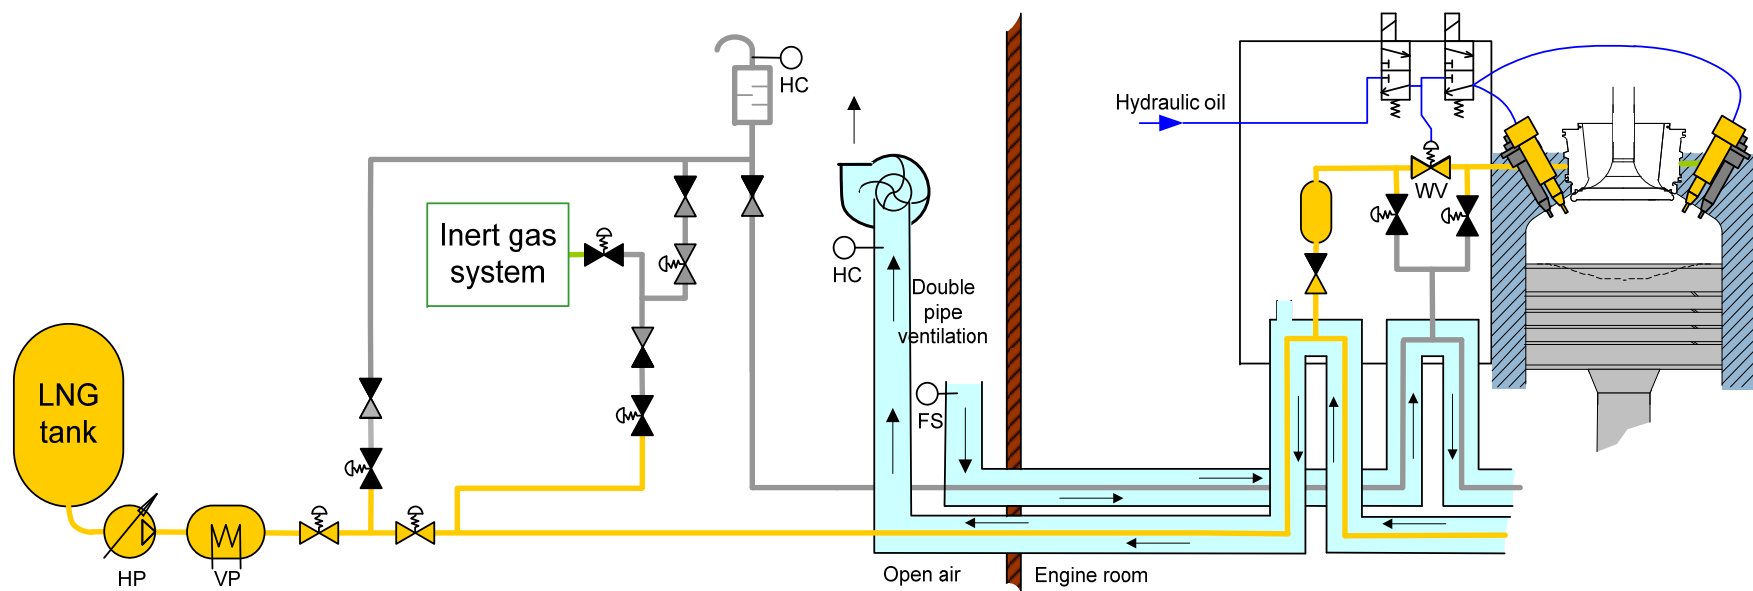 HC
Hydraulic oil
WV
Inert gas
system
HC
Double
pipe
ventilation
LNG
tank
FS
HP
VP
Open air
Engine room